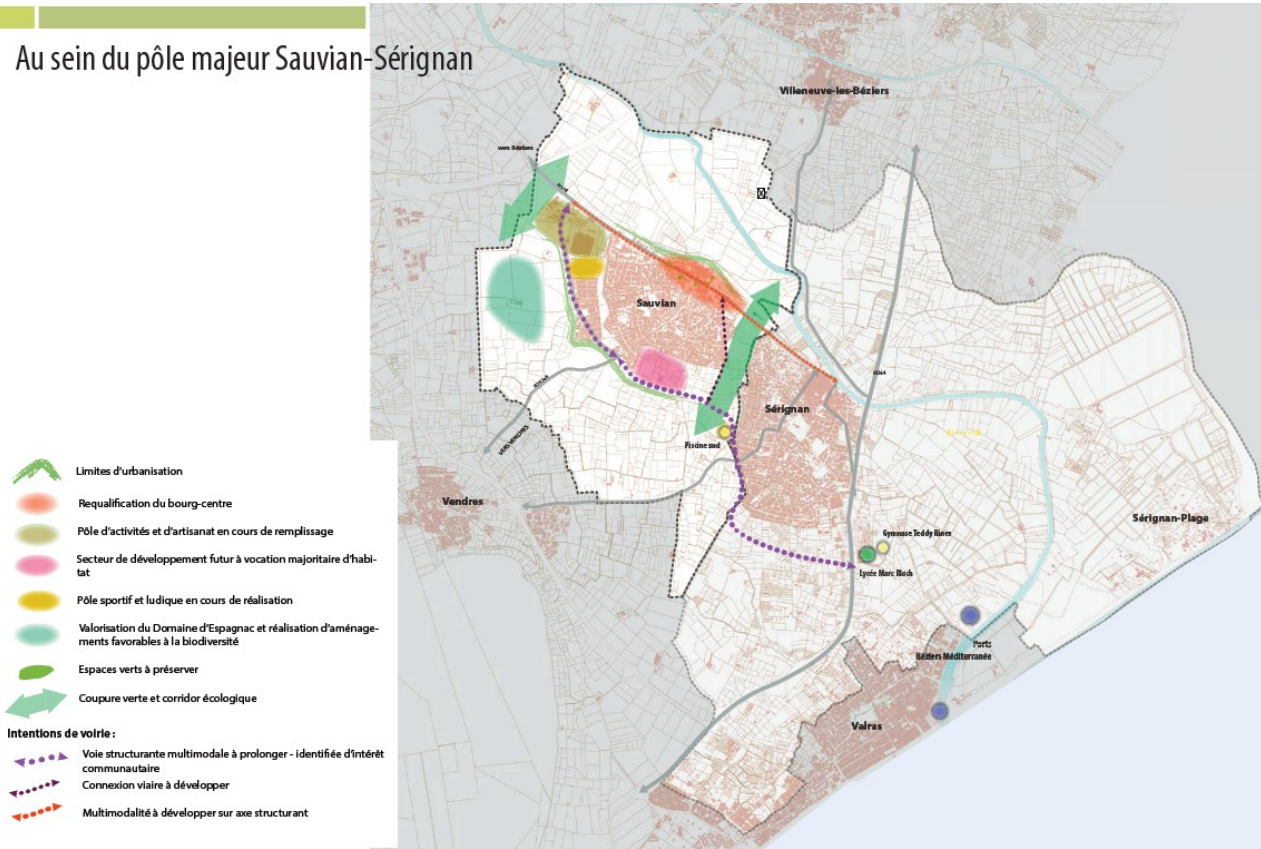 Au sein du pôle majeur Sauvian-Sérignan
Villeneuve-les-Béziers
vers Béziers
Sauvian
Sérignan
VERS VENDRES
Piscine sud
Vendres
Sérignan-Plage
Gymnase Teddy Riner
Lycée Marc Bloch
Ports
Béziers Méditerranée
Valras
Limites d'urbanisation
Requalification du bourg-centre
Pôle d'activités et d'artisanat en cours de remplissage
Secteur de développement futur à vocation majoritaire d'habi-
tat
Pôle sportif et ludique en cours de réalisation
Valorisation du Domaine d'Espagnac et réalisation d'aménage-
ments favorables à la biodiversité
Espaces verts à préserver
Coupure verte et corridor écologique
Intentions de voirie :
Voie structurante multimodale à prolonger - identifiée d'intérêt
communautaire
Connexion viaire à développer
Multimodalité à développer sur axe structurant